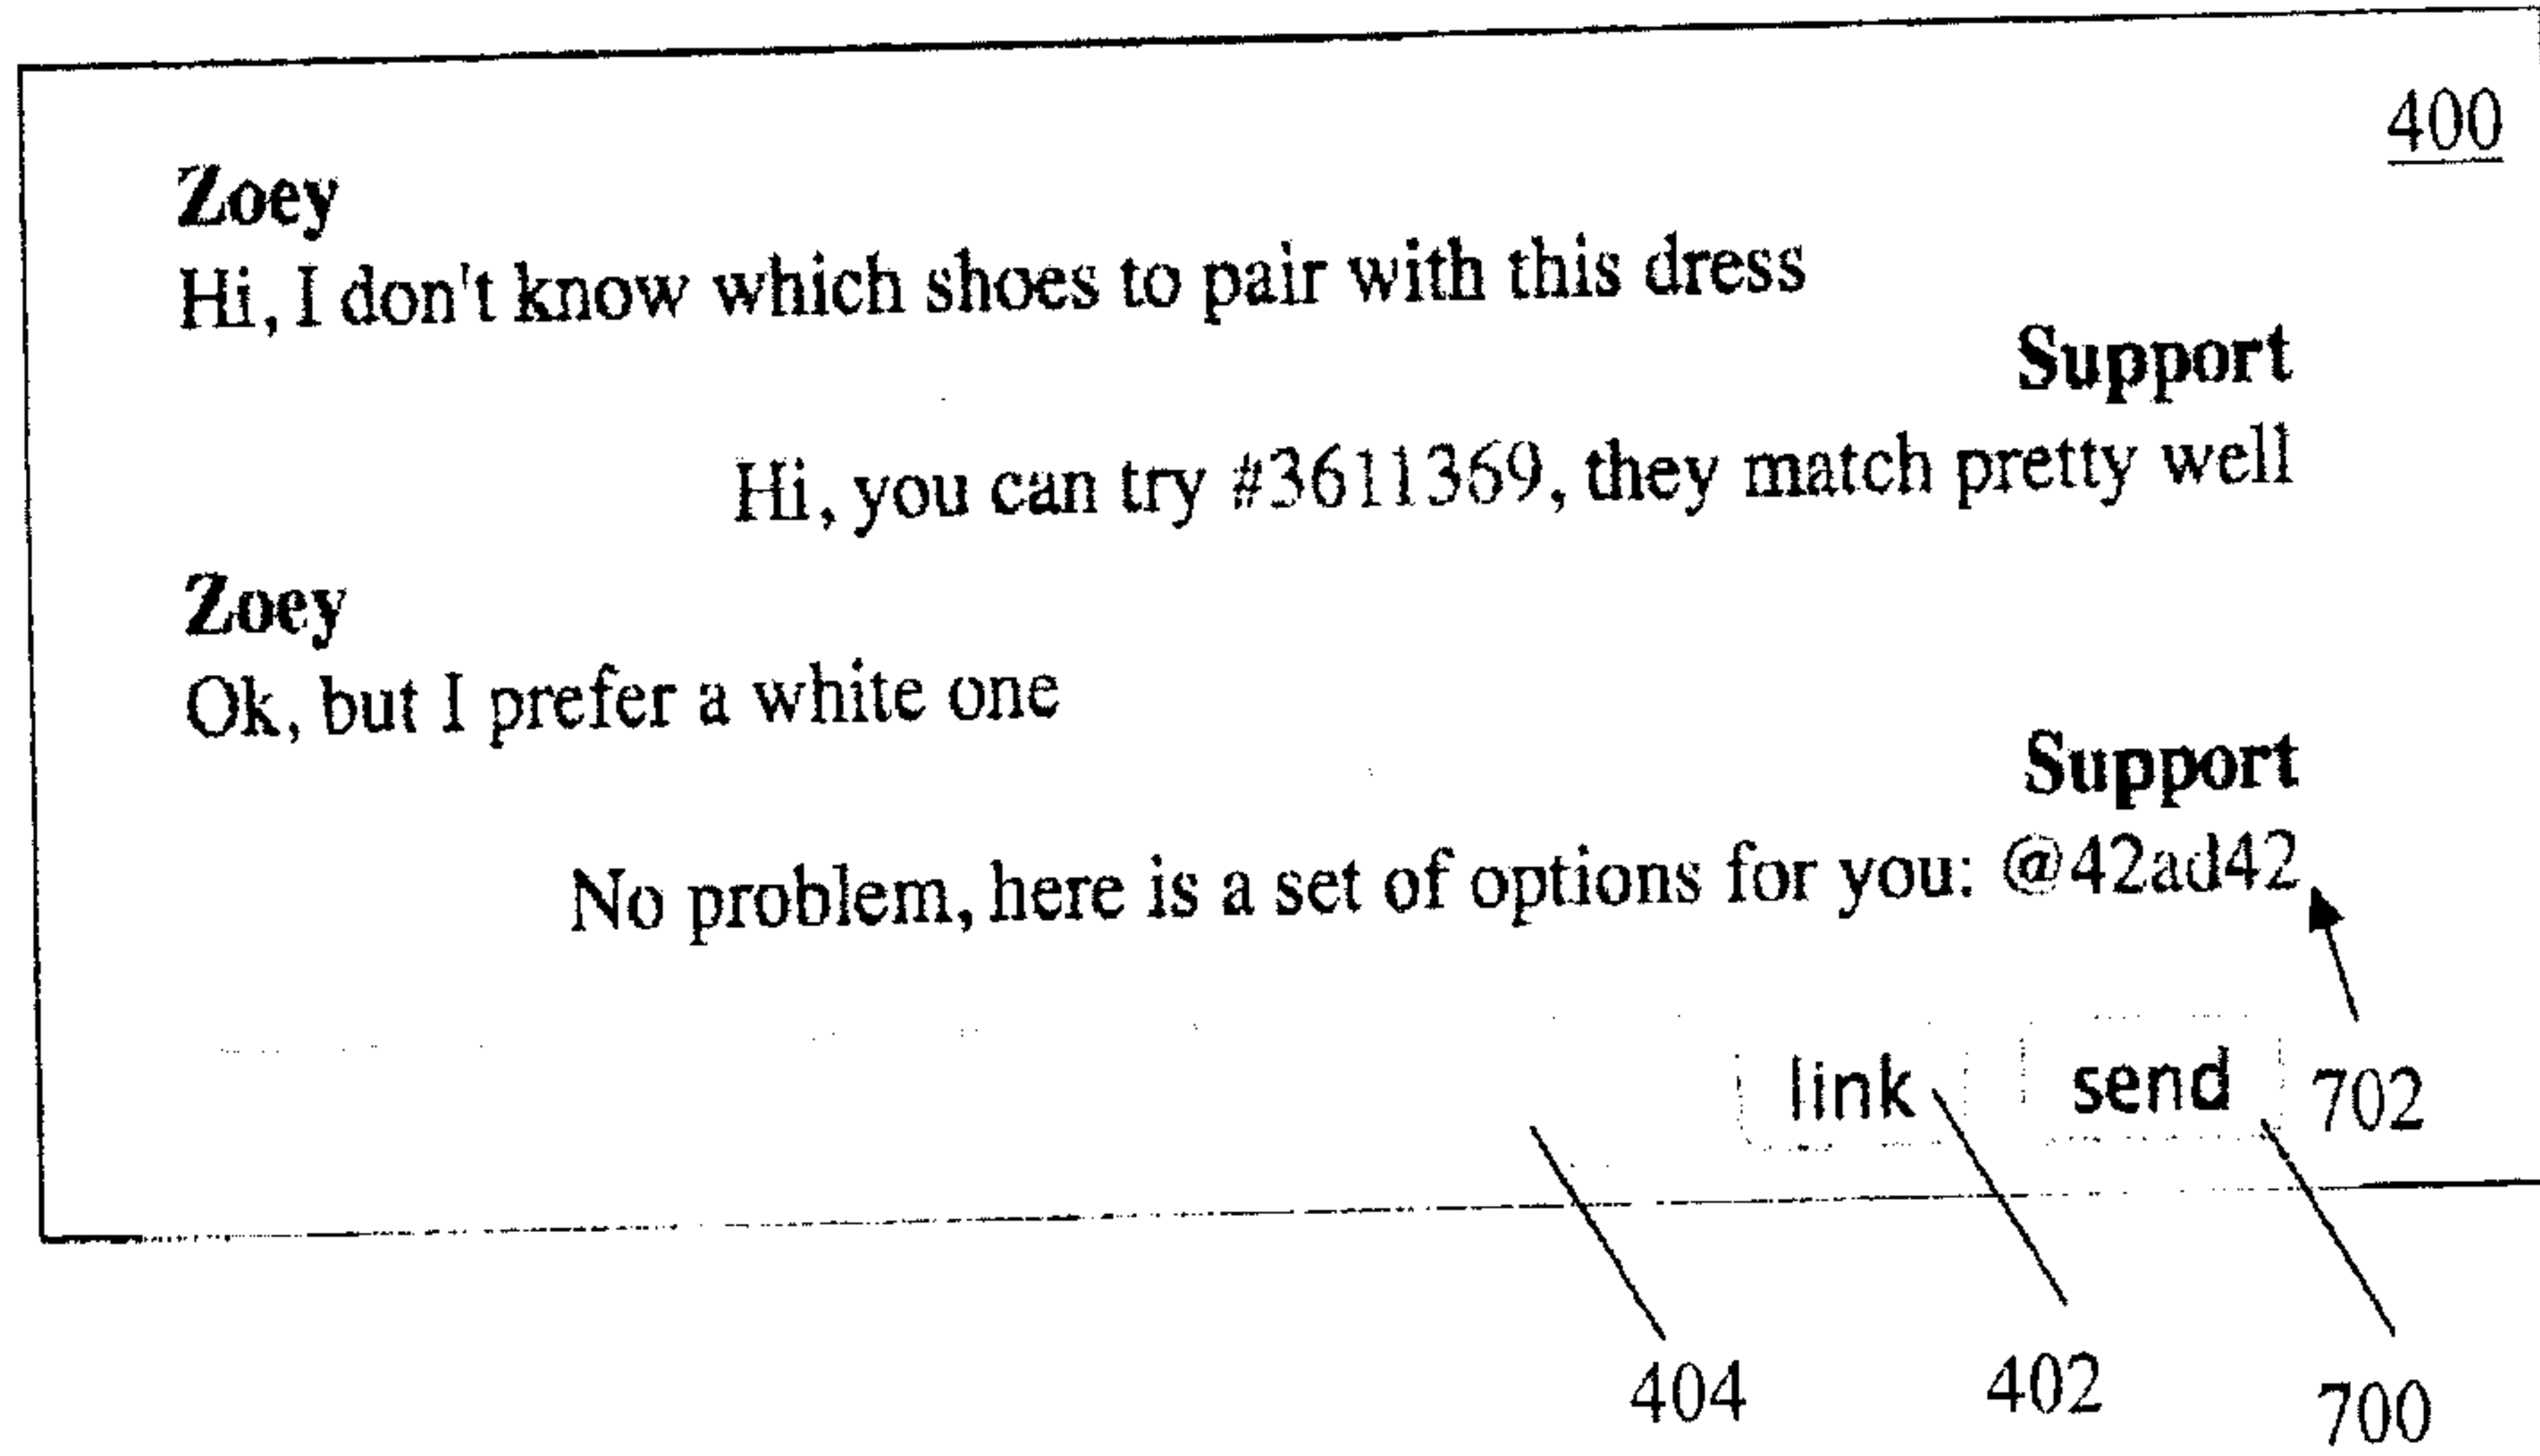 400
Zoey
Hi, I don't know which shoes to pair with this dress
Support
Hi, you can try #3611369, they match pretty well
Zoey
Ok, but I prefer a white one
Support
No problem, here is a set of options for you: @42ad42
link send 702
404 402 700